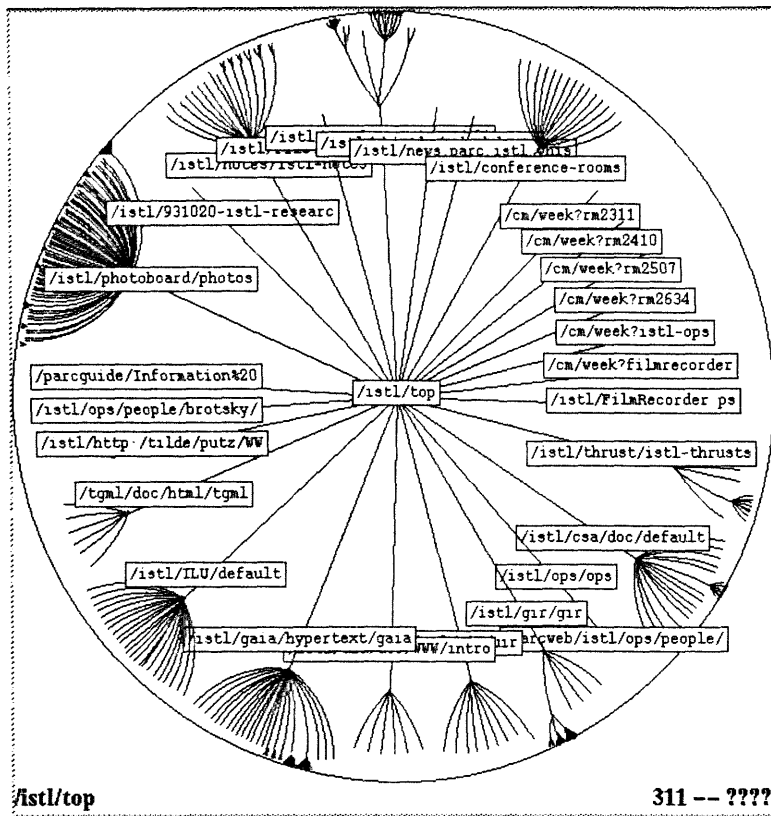 /istl/
/istl/news.parc.istl.this
/istl/notes/istl-notes
/istl/conference-rooms
/istl/931020-istl-researc
/cm/week?rm2311
/cm/week?rm2410
/cm/week?rm2507
/istl/photoboard/photos
/cm/week?rm2634
/cm/week?istl-ops
/cm/week?filmrecorder
/parcguide/Information%20
/istl/top
/istl/FilmRecorder ps
/istl/ops/people/brotsky/
/istl/http·/tilde/putz/WW
/istl/thrust/istl-thrusts
/tgml/doc/html/tgml
/istl/csa/doc/default
/istl/ILU/default
/istl/ops/ops
/istl/gir/gir
/istl/gaia/hypertext/gaia
arcweb/istl/ops/people/
WWW/intro
/istl/top
311 -- ????